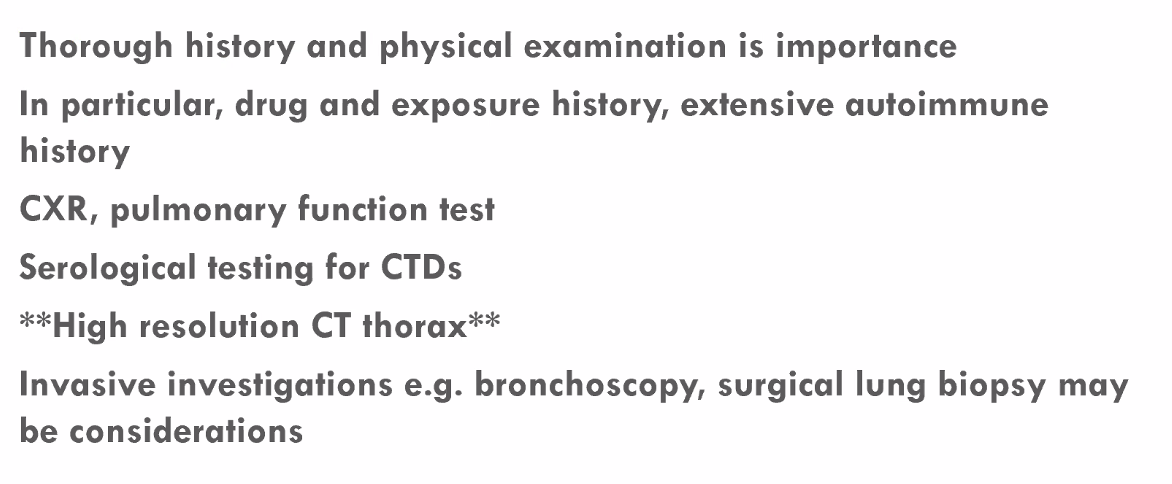 Thorough history and physical examination is importance
In particular, drug and exposure history, extensive autoimmune
history
CXR, pulmonary function test
Serological testing for CTDs
**High resolution CT thorax**
Invasive investigations e.g. bronchoscopy, surgical lung biopsy may
be considerations